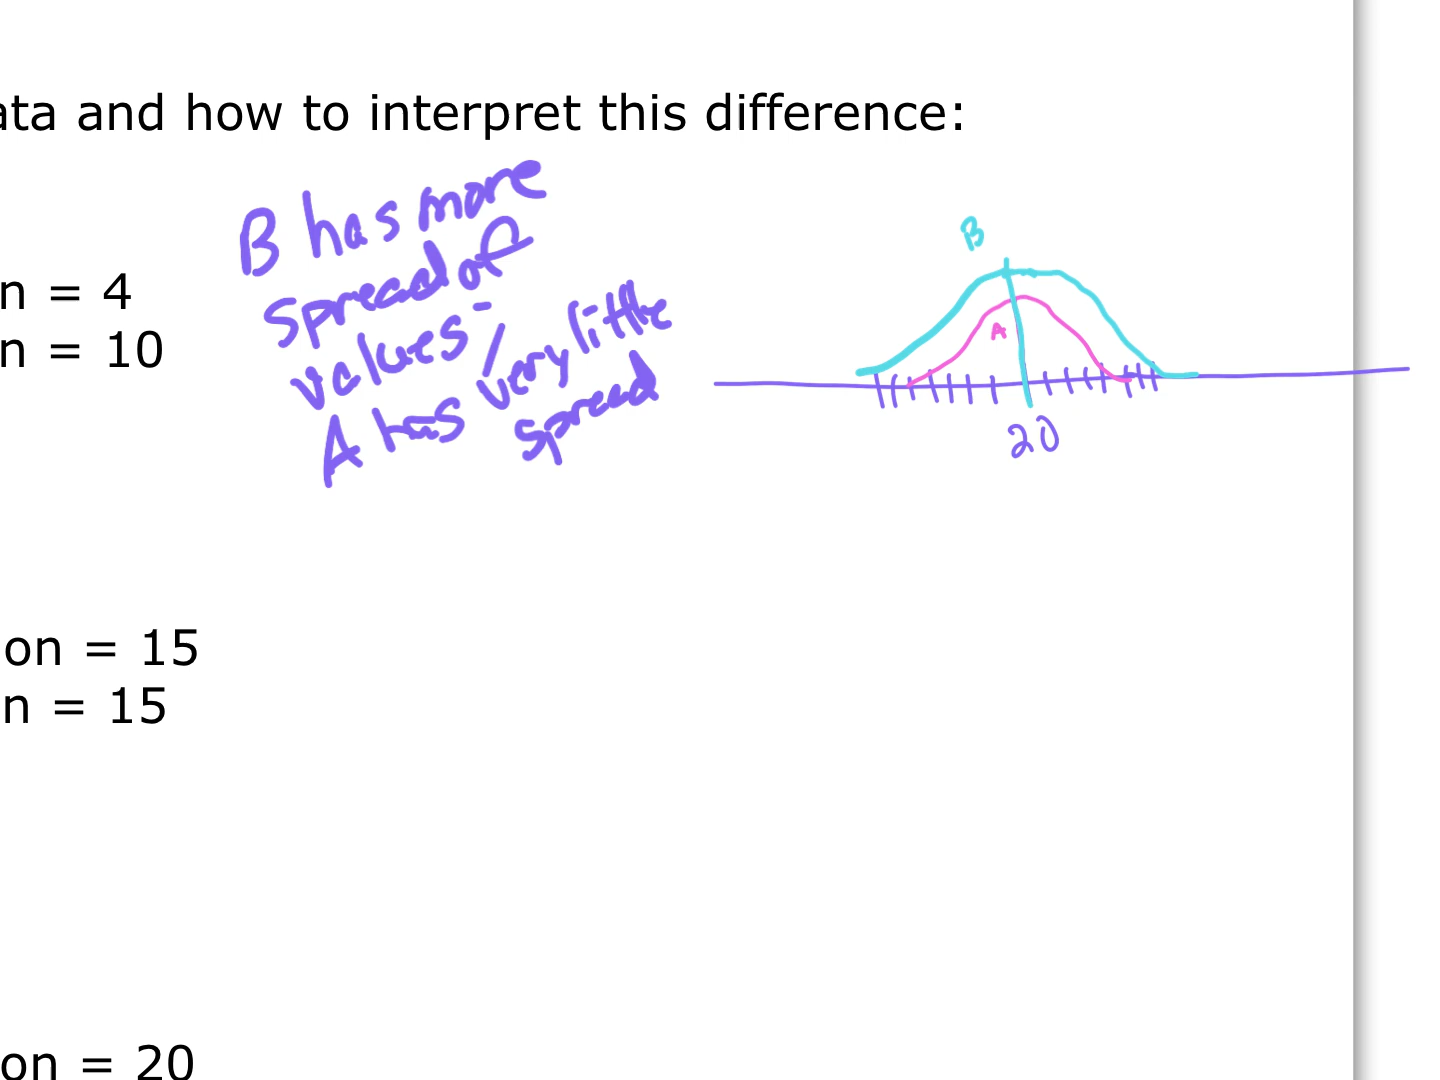 ata and how to interpret this difference:
B has more
spread of
values -
A has very little
spread
B
A
20
n = 4
n = 10
on = 15
n = 15
on = 20